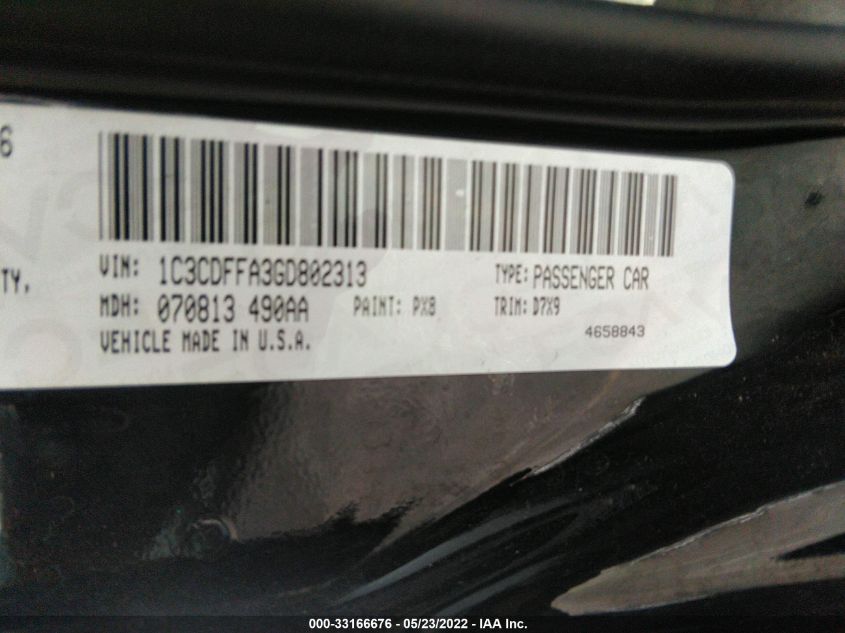 6
TY,
VIN: 1C3CDFFA3GD802313 TYPE: PASSENGER CAR
MDH: 070813 490AA PAINT: PX8 TRIM: D7X9
VEHICLE MADE IN U.S.A. 4658843
000-33166676 - 05/23/2022 - IAA Inc.